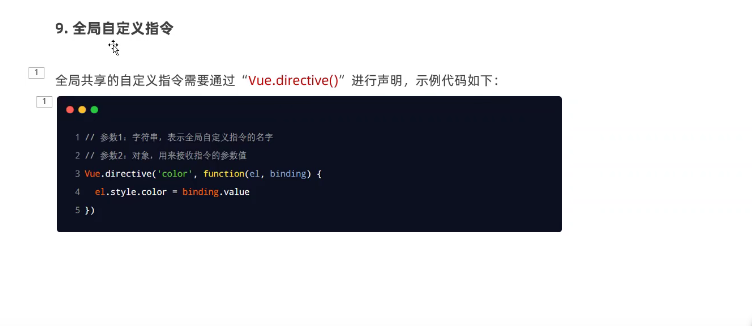 9. 全局自定义指令
1
全局共享的自定义指令需要通过“Vue.directive()”进行声明，示例代码如下：
1
1 // 参数1：字符串，表示全局自定义指令的名字
2 // 参数2：对象，用来接收指令的参数值
3 Vue.directive('color', function(el, binding) {
4   el.style.color = binding.value
5 })